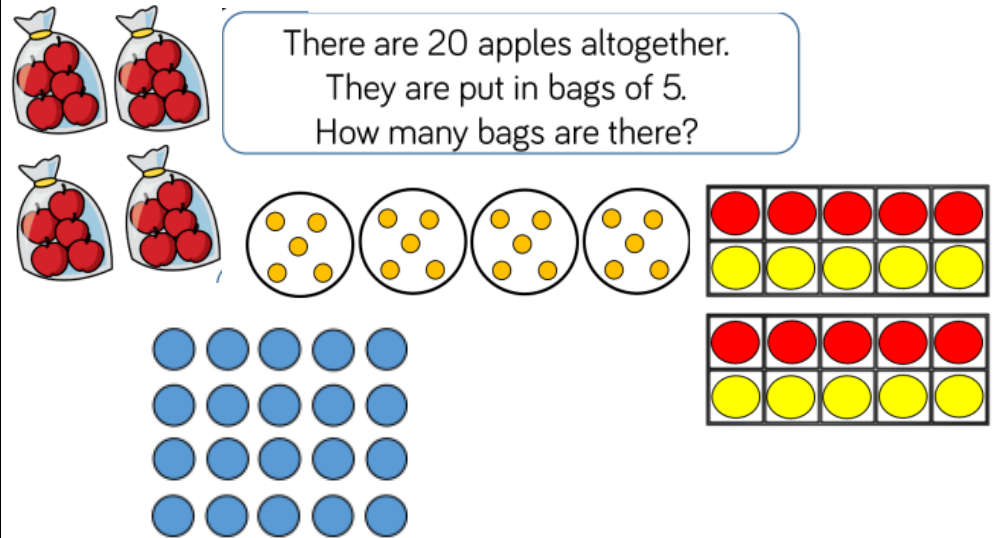 There are 20 apples altogether.
They are put in bags of 5.
How many bags are there?